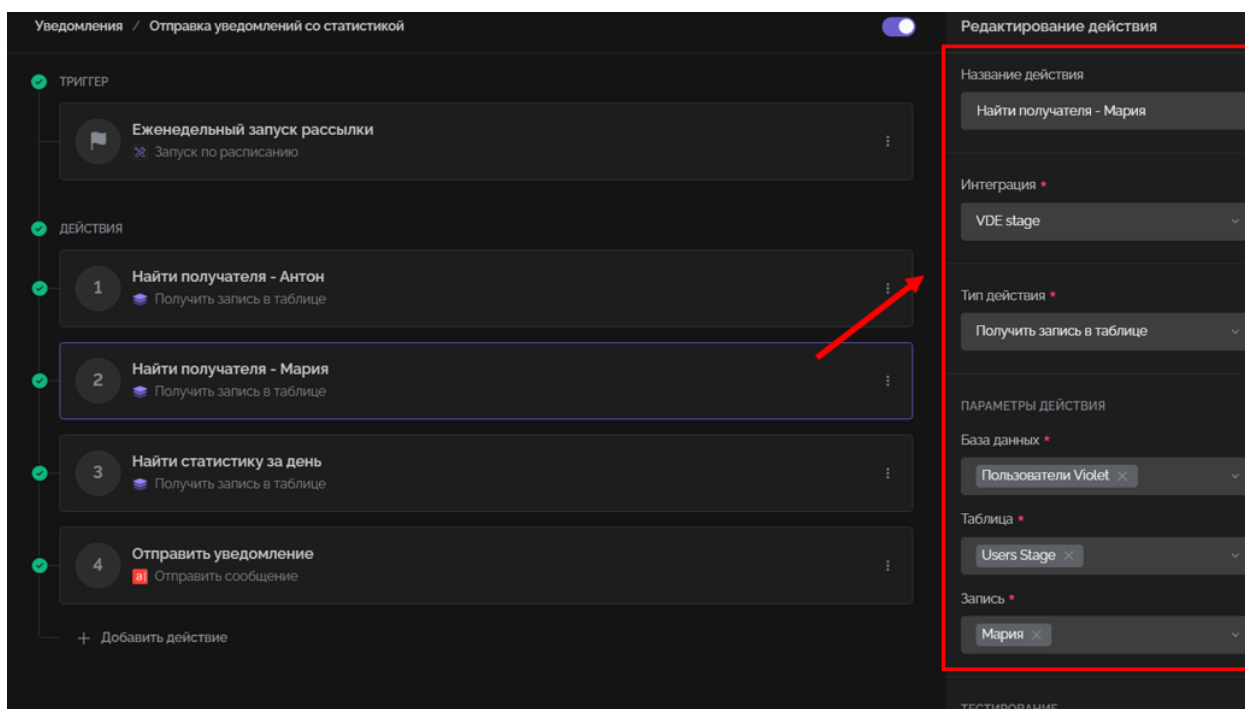 Уведомления / Отправка уведомлений со статистикой
ТРИГГЕР
Еженедельный запуск рассылки
Запуск по расписанию
ДЕЙСТВИЯ
1
Найти получателя - Антон
Получить запись в таблице
2
Найти получателя - Мария
Получить запись в таблице
3
Найти статистику за день
Получить запись в таблице
4
Отправить уведомление
a|
Отправить сообщение
+ Добавить действие
Редактирование действия
Название действия
Найти получателя - Мария
Интеграция *
VDE stage
Тип действия *
Получить запись в таблице
ПАРАМЕТРЫ ДЕЙСТВИЯ
База данных *
Пользователи Violet ×
Таблица *
Users Stage ×
Запись *
Мария ×
ТЕСТИРОВАНИЕ